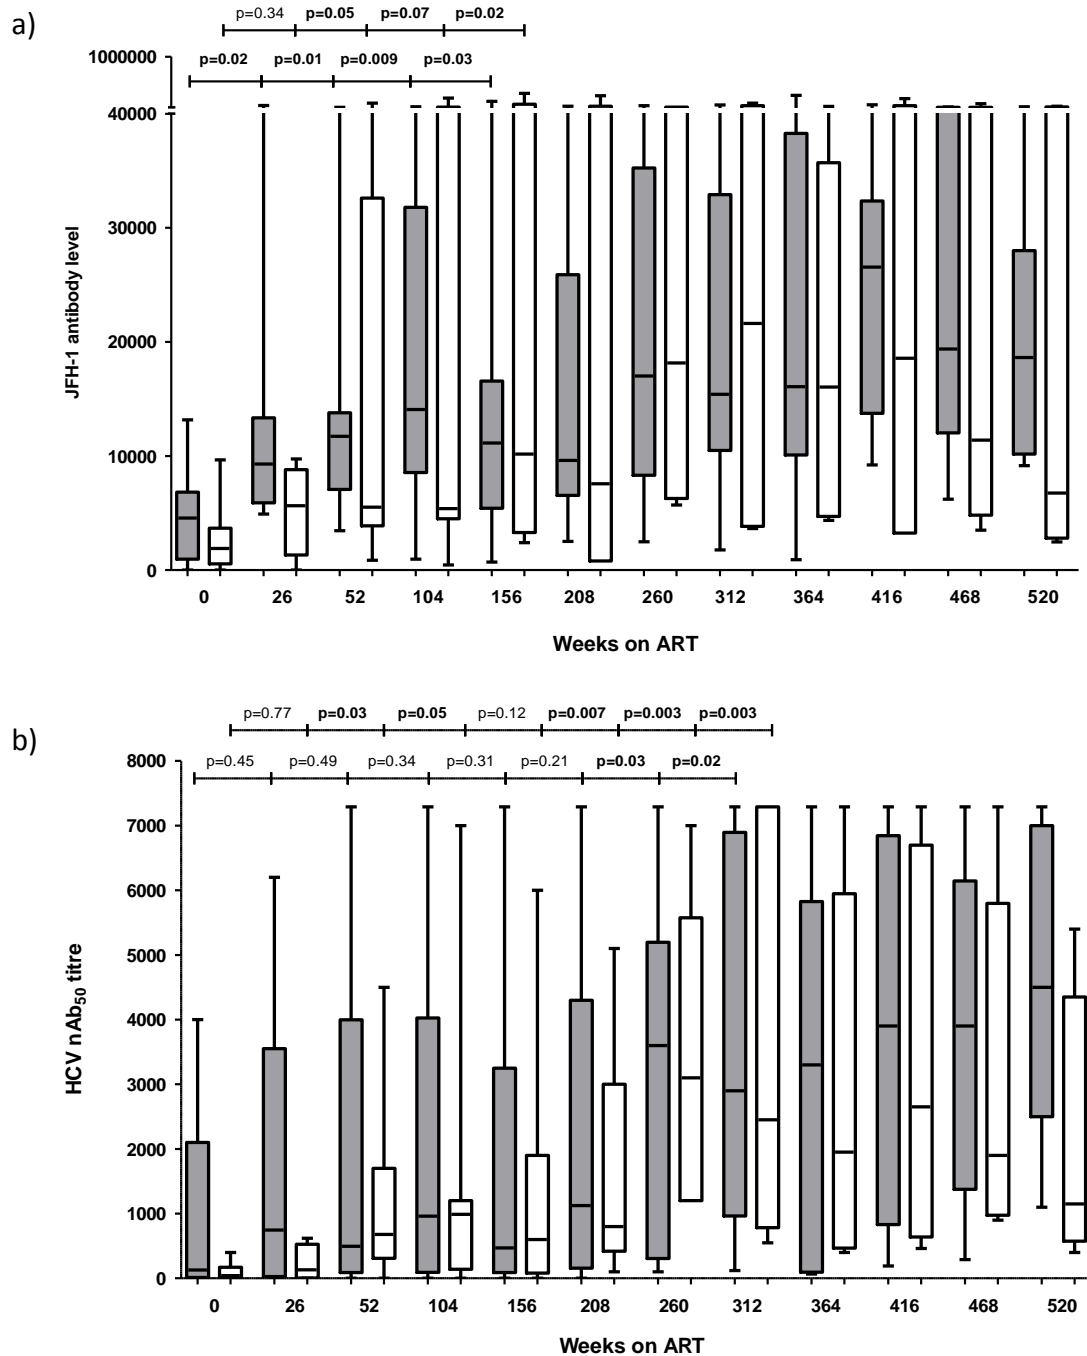 a)
p=0.34 p=0.05 p=0.07 p=0.02
p=0.02 p=0.01 p=0.009 p=0.03
1000000
40000
30000
20000
10000
0
JFH-1 antibody level
0 26 52 104 156 208 260 312 364 416 468 520
Weeks on ART
b)
p=0.77 p=0.03 p=0.05 p=0.12 p=0.007 p=0.003 p=0.003
p=0.45 p=0.49 p=0.34 p=0.31 p=0.21 p=0.03 p=0.02
8000
7000
6000
5000
4000
3000
2000
1000
0
HCV nAb50 titre
0 26 52 104 156 208 260 312 364 416 468 520
Weeks on ART